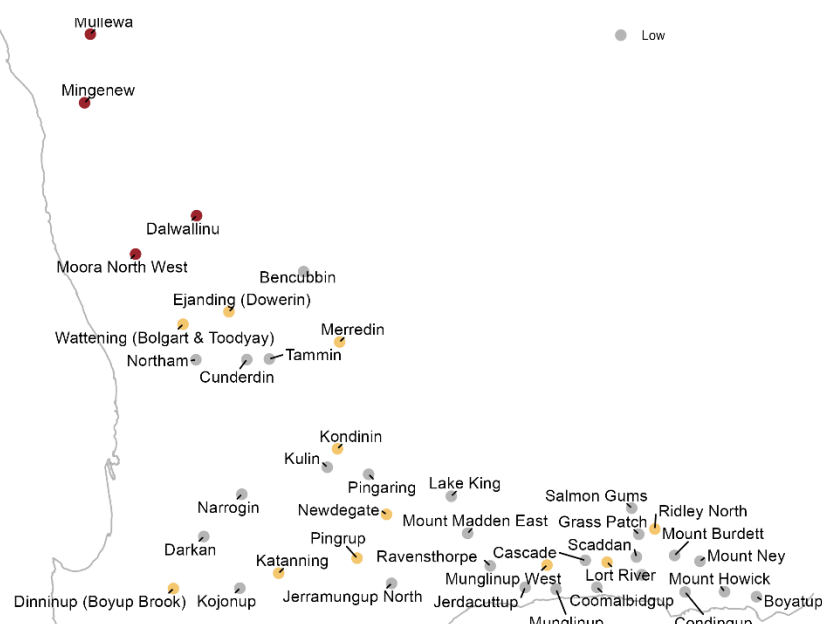 Mullewa
Low
Mingenew
Dalwallinu
Moora North West
Bencubbin
Ejanding (Dowerin)
Merredin
Wattening (Bolgart & Toodyay)
Tammin
Northam
Cunderdin
Kondinin
Kulin
Lake King
Pingaring
Salmon Gums
Narrogin
Newdegate
Ridley North
Mount Madden East
Grass Patch
Mount Burdett
Pingrup
Scaddan
Darkan
Cascade
Mount Ney
Ravensthorpe
Katanning
Lort River
Munglinup West
Mount Howick
Jerramungup North
Dinninup (Boyup Brook)
Kojonup
Jerdacuttup
Coomalbidgup
Boyatup
Munglinup
Condingup